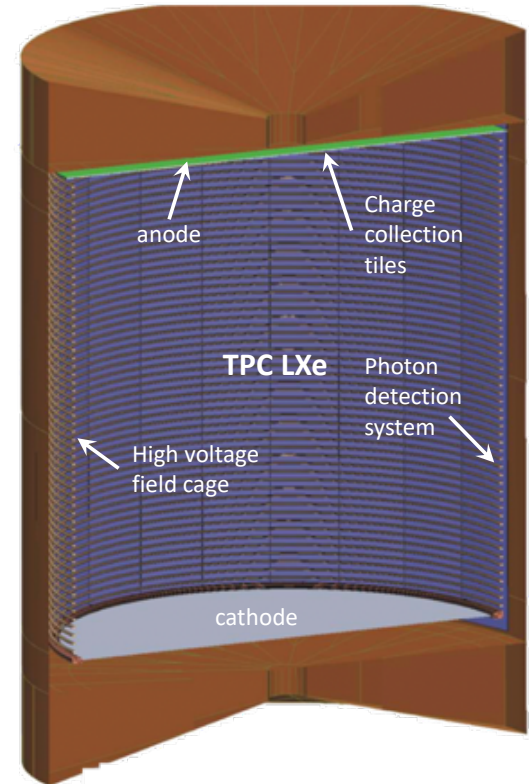 anode
Charge
collection
tiles
TPC LXe
Photon
detection
system
High voltage
field cage
cathode